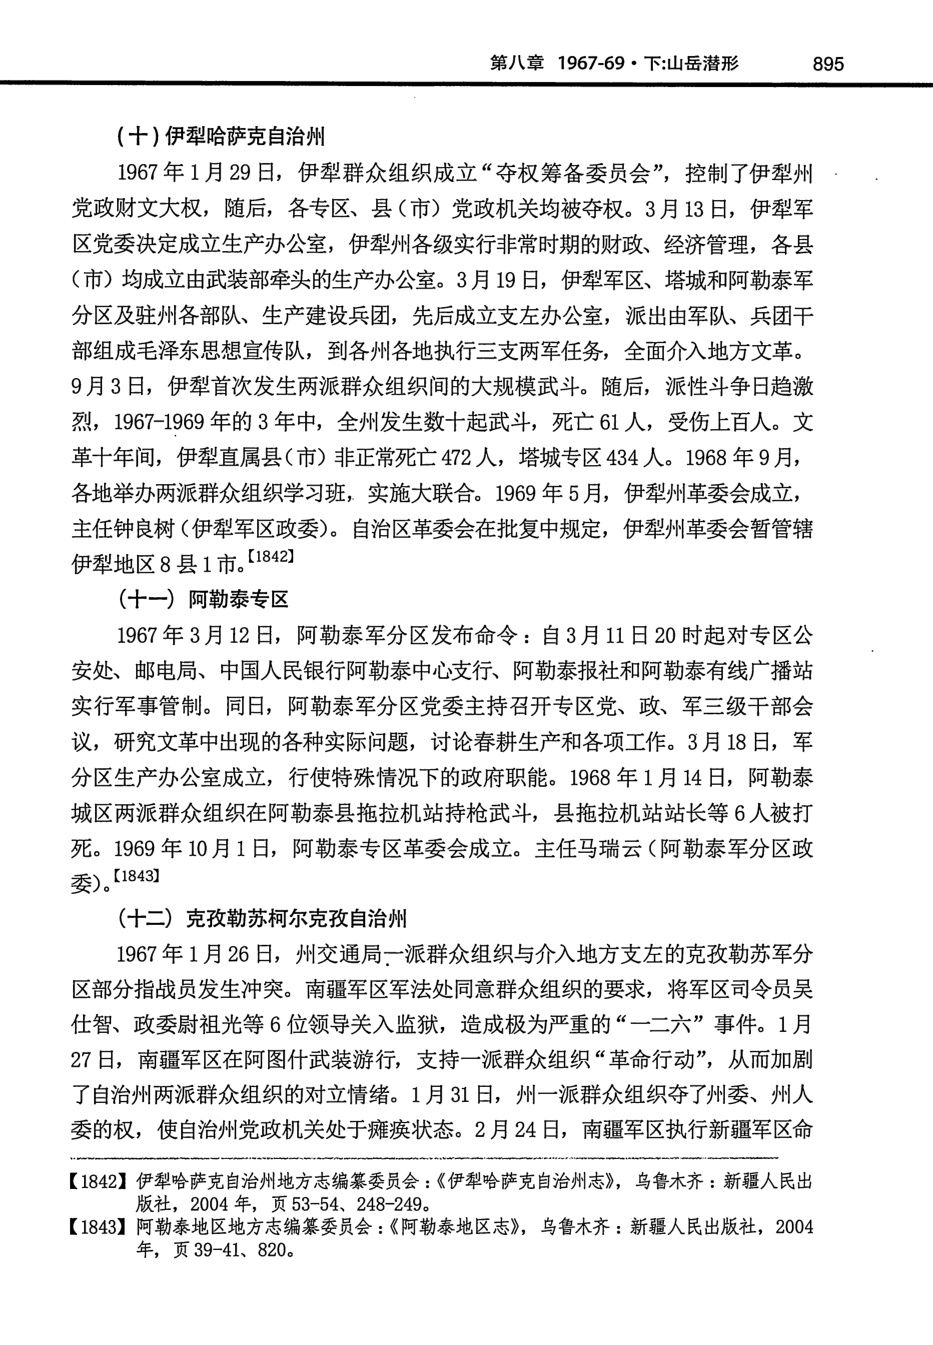 第八章 1967-69·下:山岳潜形 895
(十)伊犁哈萨克自治州
1967年1月29日，伊犁群众组织成立“夺权筹备委员会”，控制了伊犁州
党政财文大权，随后，各专区、县(市)党政机关均被夺权。3月13日，伊犁军
区党委决定成立生产办公室，伊犁州各级实行非常时期的财政、经济管理，各县
(市)均成立由武装部牵头的生产办公室。3月19日，伊犁军区、塔城和阿勒泰军
分区及驻州各部队、生产建设兵团，先后成立支左办公室，派出由军队、兵团干
部组成毛泽东思想宣传队，到各州各地执行三支两军任务，全面介入地方文革。
9月3日，伊犁首次发生两派群众组织间的大规模武斗。随后，派性斗争日趋激
烈，1967-1969年的3年中，全州发生数十起武斗，死亡61人，受伤上百人。文
革十年间，伊犁直属县(市)非正常死亡472人，塔城专区434人。1968年9月，
各地举办两派群众组织学习班，实施大联合。1969年5月，伊犁州革委会成立，
主任钟良树(伊犁军区政委)。自治区革委会在批复中规定，伊犁州革委会暂管辖
伊犁地区8县1市。【1842】
(十一)阿勒泰专区
1967年3月12日，阿勒泰军分区发布命令：自3月11日20时起对专区公
安处、邮电局、中国人民银行阿勒泰中心支行、阿勒泰报社和阿勒泰有线广播站
实行军事管制。同日，阿勒泰军分区党委主持召开专区党、政、军三级干部会
议，研究文革中出现的各种实际问题，讨论春耕生产和各项工作。3月18日，军
分区生产办公室成立，行使特殊情况下的政府职能。1968年1月14日，阿勒泰
城区两派群众组织在阿勒泰县拖拉机站持枪武斗，县拖拉机站站长等6人被打
死。1969年10月1日，阿勒泰专区革委会成立。主任马瑞云(阿勒泰军分区政
委)。【1843】
(十二)克孜勒苏柯尔克孜自治州
1967年1月26日，州交通局一派群众组织与介入地方支左的克孜勒苏军分
区部分指战员发生冲突。南疆军区军法处同意群众组织的要求，将军区司令员吴
仕智、政委尉祖光等6位领导关入监狱，造成极为严重的“一二六”事件。1月
27日，南疆军区在阿图什武装游行，支持一派群众组织“革命行动”，从而加剧
了自治州两派群众组织的对立情绪。1月31日，州一派群众组织夺了州委、州人
委的权，使自治州党政机关处于瘫痪状态。2月24日，南疆军区执行新疆军区命
【1842】伊犁哈萨克自治州地方志编纂委员会：《伊犁哈萨克自治州志》，乌鲁木齐：新疆人民出
版社，2004年，页53-54、248-249。
【1843】阿勒泰地区地方志编纂委员会：《阿勒泰地区志》，乌鲁木齐：新疆人民出版社，2004
年，页39-41、820。